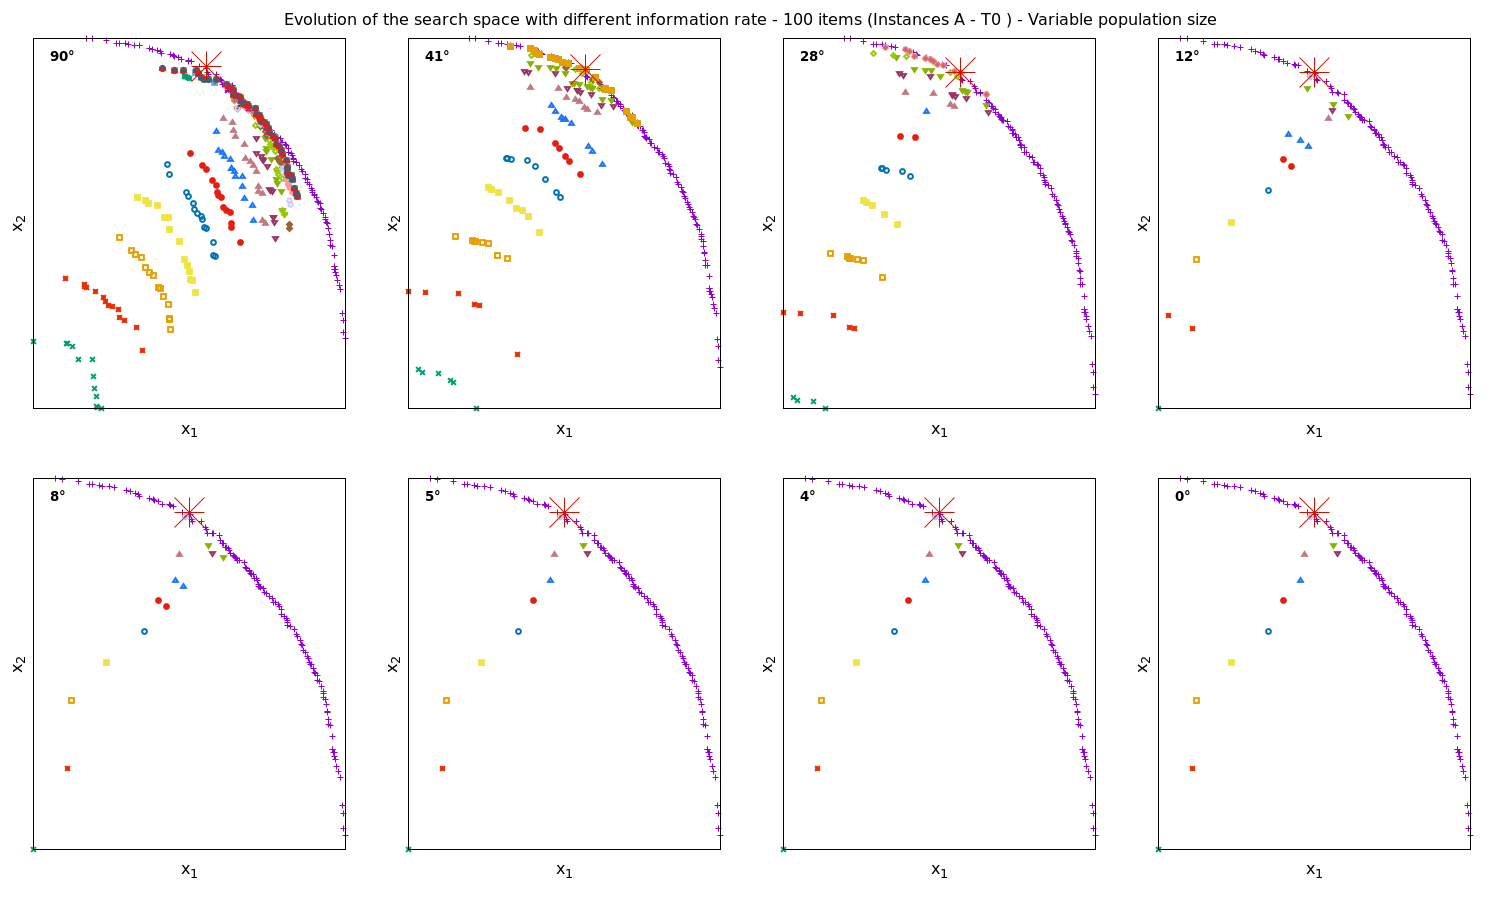 Evolution of the search space with different information rate - 100 items (Instances A - T0 ) - Variable population size
90°
41°
28°
12°
x2
x2
x2
x2
x1
x1
x1
x1
8°
5°
4°
0°
x2
x2
x2
x2
x1
x1
x1
x1